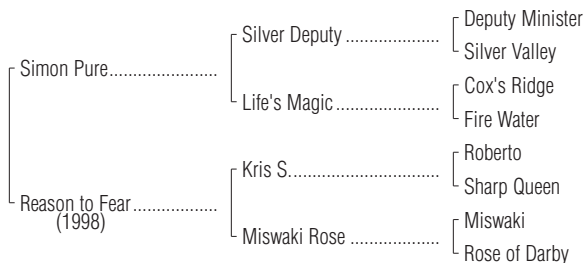 Deputy Minister
Silver Deputy ....................
Silver Valley
Simon Pure.......................
Cox's Ridge
Life's Magic ......................
Fire Water
Roberto
Kris S. ...............................
Sharp Queen
Reason to Fear ..................
(1998)
Miswaki
Miswaki Rose ...................
Rose of Darby